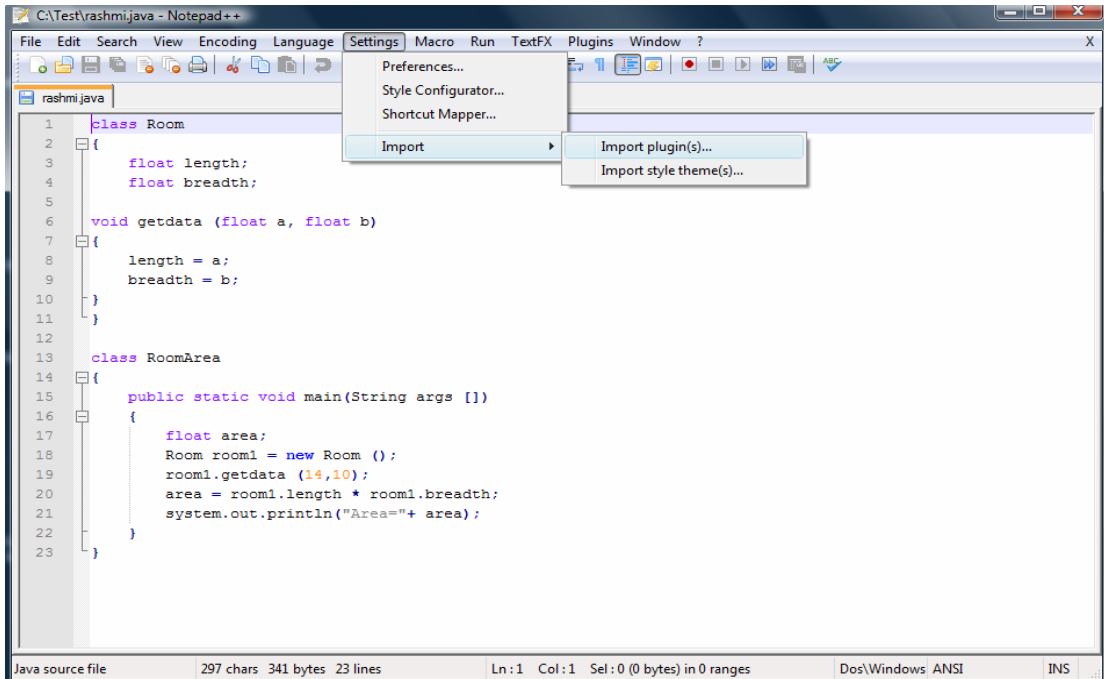 C:\Test\rashmi.java - Notepad++
File Edit Search View Encoding Language Settings Macro Run TextFX Plugins Window ? X
Preferences...
Style Configurator...
Shortcut Mapper...
Import
Import plugin(s)...
Import style theme(s)...
ABC
rashmi.java
1 class Room
2 {
3 float length;
4 float breadth;
5
6 void getdata (float a, float b)
7 {
8 length = a;
9 breadth = b;
10 }
11 }
12
13 class RoomArea
14 {
15 public static void main(String args [])
16 {
17 float area;
18 Room room1 = new Room ();
19 room1.getdata (14,10);
20 area = room1.length * room1.breadth;
21 system.out.println("Area="+ area);
22 }
23 }
Java source file 297 chars 341 bytes 23 lines Ln : 1 Col : 1 Sel : 0 (0 bytes) in 0 ranges Dos\Windows ANSI INS